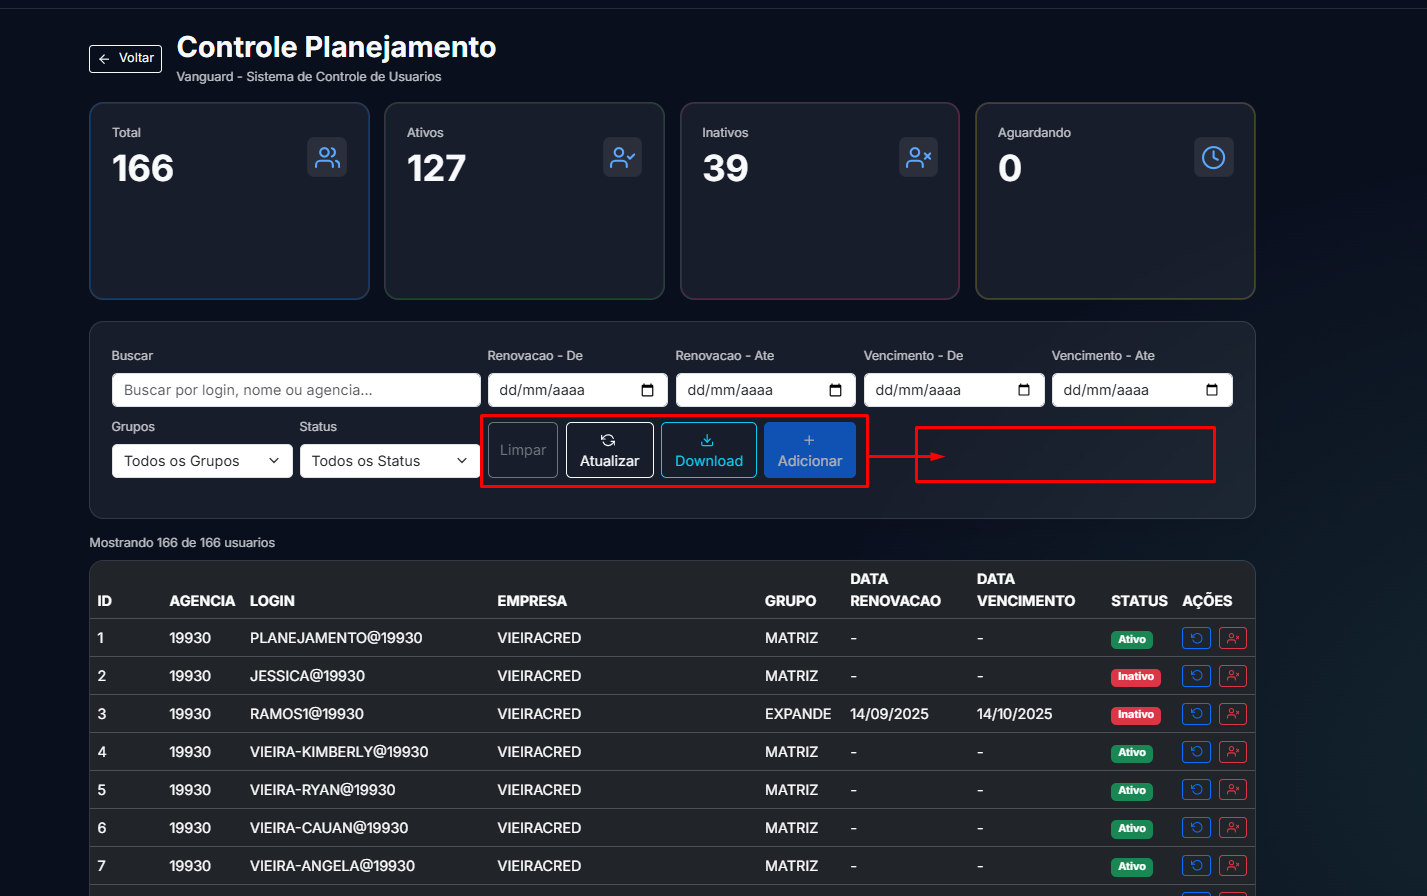 Voltar
Controle Planejamento
Vanguard - Sistema de Controle de Usuarios
Total
166
Ativos
127
Inativos
39
Aguardando
0
Buscar
Renovacao - De
Renovacao - Ate
Vencimento - De
Vencimento - Ate
Buscar por login, nome ou agencia...
dd/mm/aaaa
dd/mm/aaaa
dd/mm/aaaa
dd/mm/aaaa
Grupos
Status
Todos os Grupos
Todos os Status
Limpar
Atualizar
Download
Adicionar
Mostrando 166 de 166 usuarios
ID AGENCIA LOGIN EMPRESA GRUPO DATA RENOVACAO DATA VENCIMENTO STATUS AÇÕES
1 19930 PLANEJAMENTO@19930 VIEIRACRED MATRIZ - - Ativo
2 19930 JESSICA@19930 VIEIRACRED MATRIZ - - Inativo
3 19930 RAMOS1@19930 VIEIRACRED EXPANDE 14/09/2025 14/10/2025 Inativo
4 19930 VIEIRA-KIMBERLY@19930 VIEIRACRED MATRIZ - - Ativo
5 19930 VIEIRA-RYAN@19930 VIEIRACRED MATRIZ - - Ativo
6 19930 VIEIRA-CAUAN@19930 VIEIRACRED MATRIZ - - Ativo
7 19930 VIEIRA-ANGELA@19930 VIEIRACRED MATRIZ - - Ativo